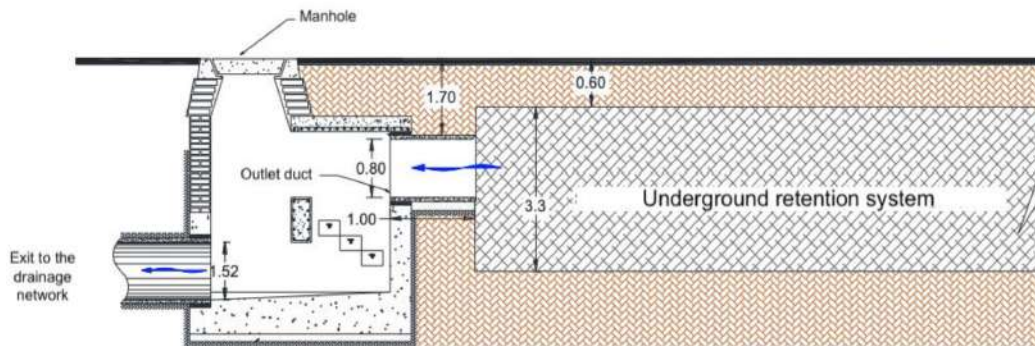 Manhole
1.70
0.60
0.80
Outlet duct
1.00
3.3
Underground retention system
Exit to the
drainage
network
1.52